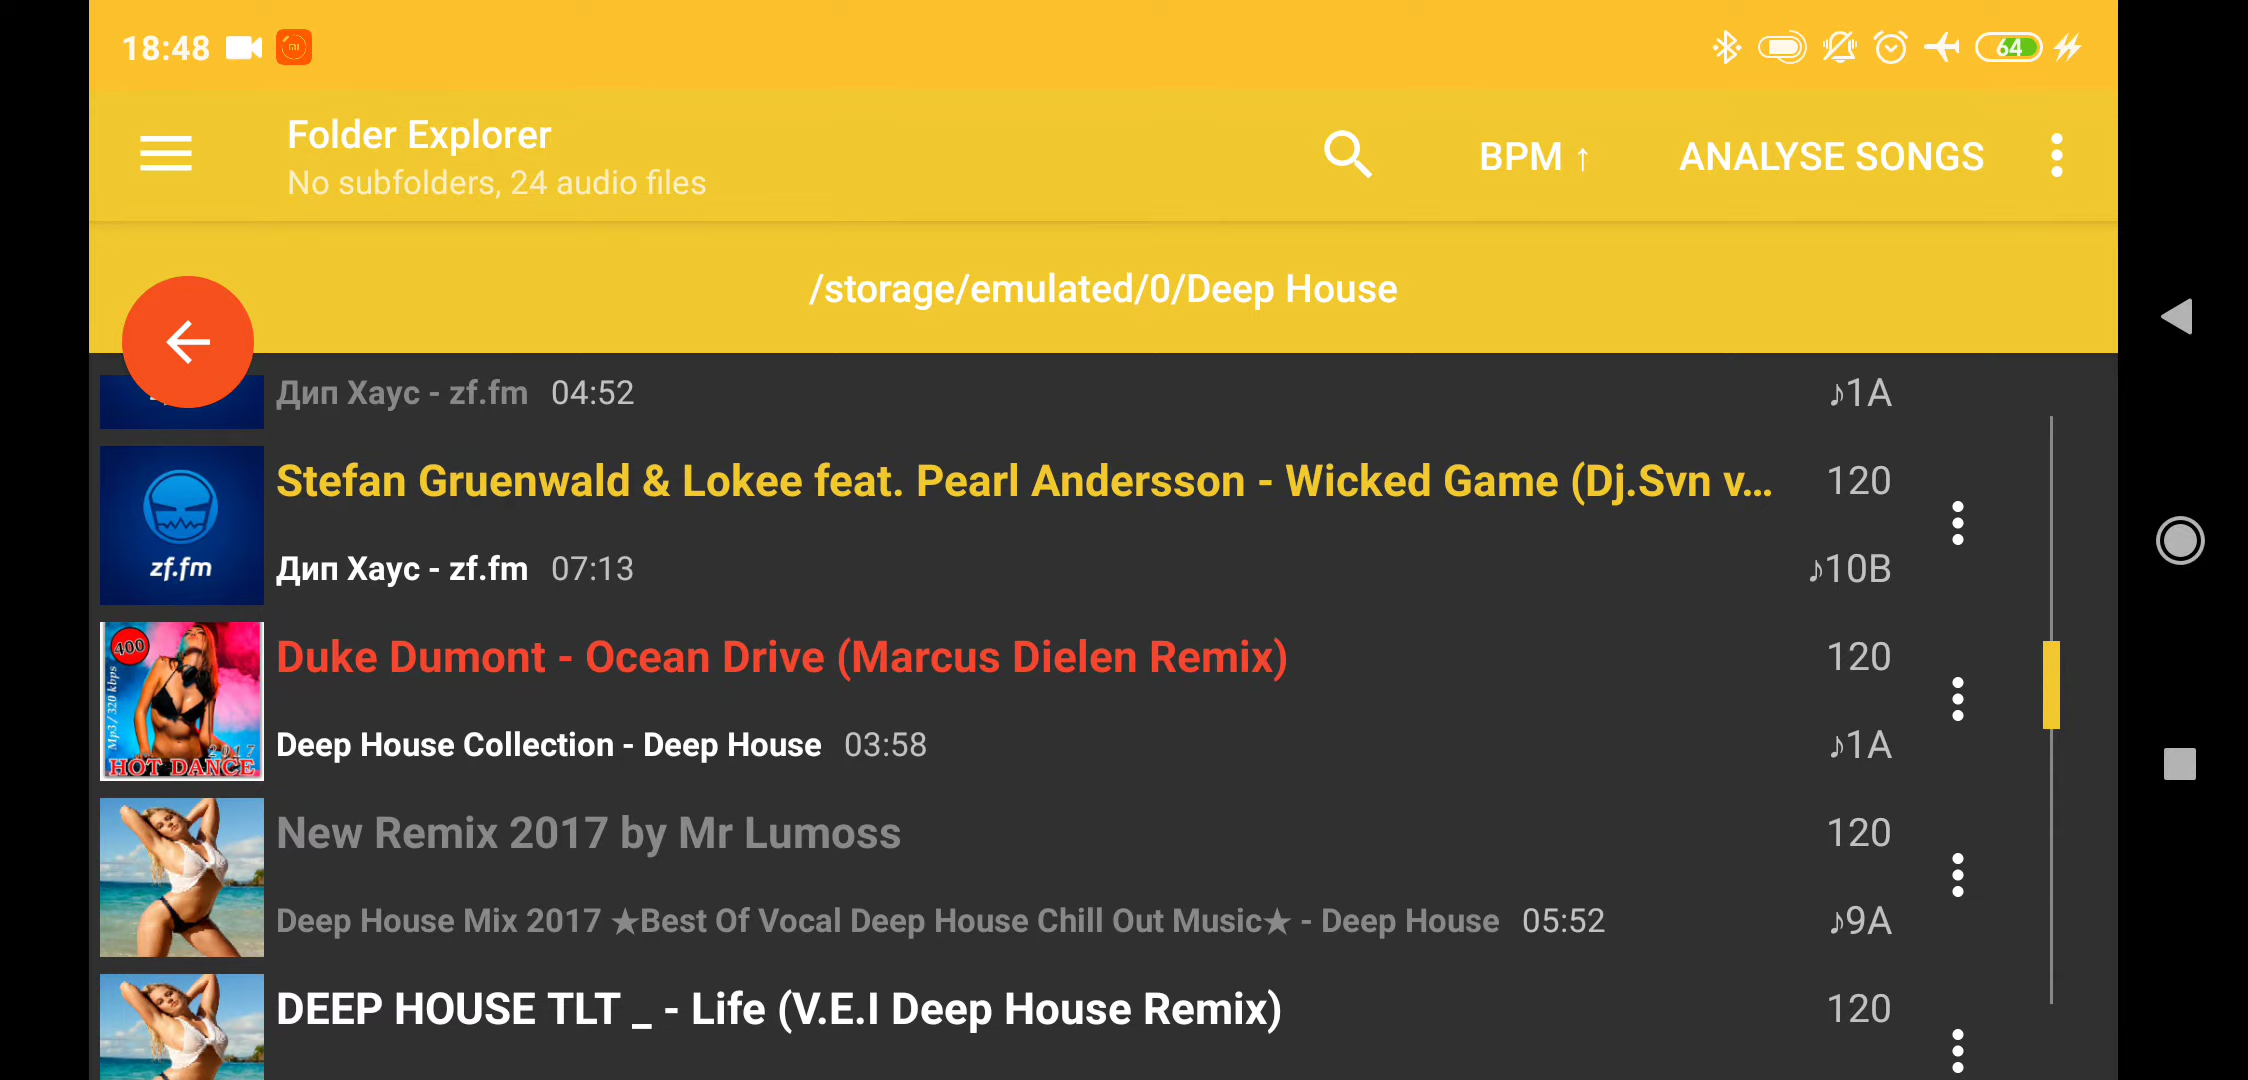 18:48
64
Folder Explorer
No subfolders, 24 audio files
BPM ↑
ANALYSE SONGS
/storage/emulated/0/Deep House
Дип Хаус - zf.fm 04:52
♪1A
Stefan Gruenwald & Lokee feat. Pearl Andersson - Wicked Game (Dj.Svn v...
120
zf.fm
Дип Хаус - zf.fm 07:13
♪10B
400
Mp3 / 320 kbps
2017
HOT DANCE
Duke Dumont - Ocean Drive (Marcus Dielen Remix)
120
Deep House Collection - Deep House 03:58
♪1A
New Remix 2017 by Mr Lumoss
120
Deep House Mix 2017 ★Best Of Vocal Deep House Chill Out Music★ - Deep House 05:52
♪9A
DEEP HOUSE TLT _ - Life (V.E.I Deep House Remix)
120